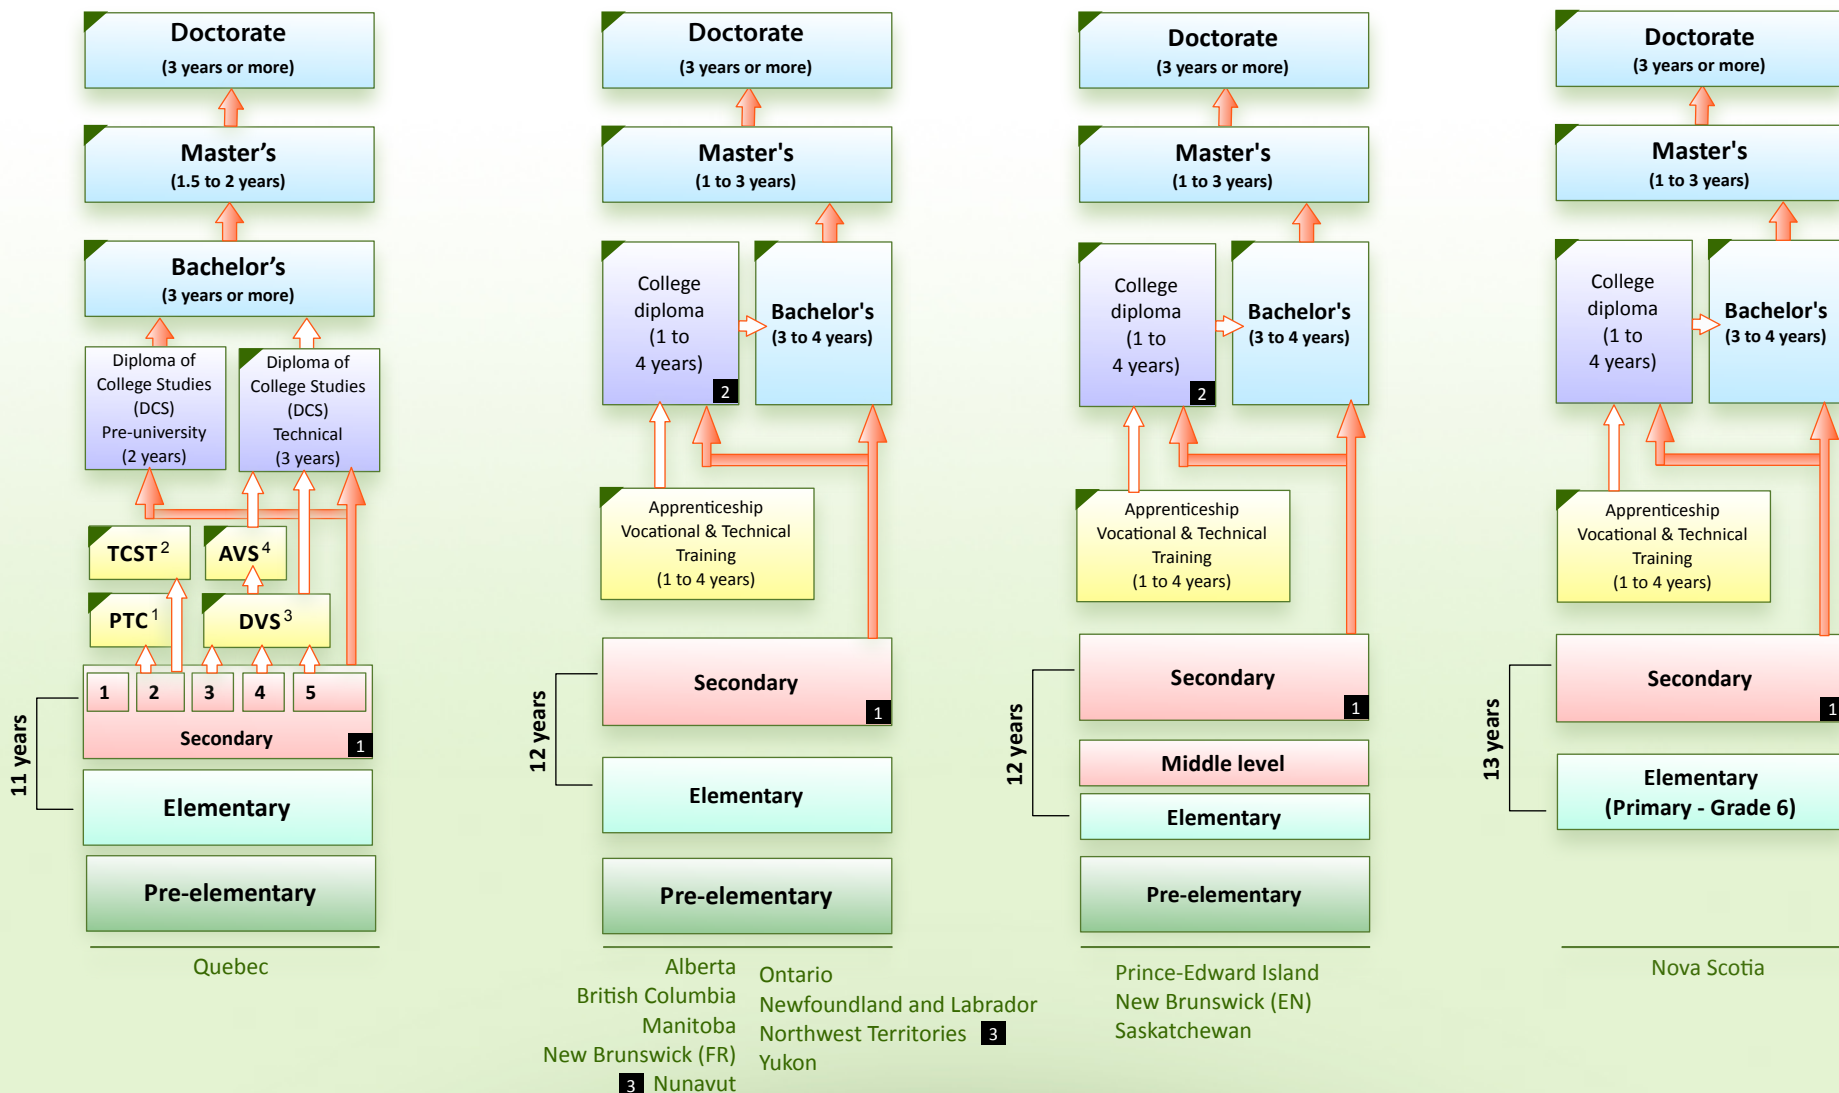 Doctorate
(3 years or more)
Master’s
(1.5 to 2 years)
Bachelor’s
(3 years or more)
Diploma of
College Studies
(DCS)
Pre-university
(2 years)
Diploma of
College Studies
(DCS)
Technical
(3 years)
TCST 2
AVS 4
PTC 1
DVS 3
1 2 3 4 5
Secondary
1
11 years
Elementary
Pre-elementary
Quebec
Doctorate
(3 years or more)
Master's
(1 to 3 years)
College
diploma
(1 to
4 years)
2
Bachelor's
(3 to 4 years)
Apprenticeship
Vocational & Technical
Training
(1 to 4 years)
Secondary
1
12 years
Elementary
Pre-elementary
Alberta
British Columbia
Manitoba
New Brunswick (FR)
3 Nunavut
Ontario
Newfoundland and Labrador
Northwest Territories 3
Yukon
Doctorate
(3 years or more)
Master's
(1 to 3 years)
College
diploma
(1 to
4 years)
2
Bachelor's
(3 to 4 years)
Apprenticeship
Vocational & Technical
Training
(1 to 4 years)
Secondary
1
12 years
Middle level
Elementary
Pre-elementary
Prince-Edward Island
New Brunswick (EN)
Saskatchewan
Doctorate
(3 years or more)
Master's
(1 to 3 years)
College
diploma
(1 to
4 years)
Bachelor's
(3 to 4 years)
Apprenticeship
Vocational & Technical
Training
(1 to 4 years)
Secondary
1
13 years
Elementary
(Primary - Grade 6)
Nova Scotia